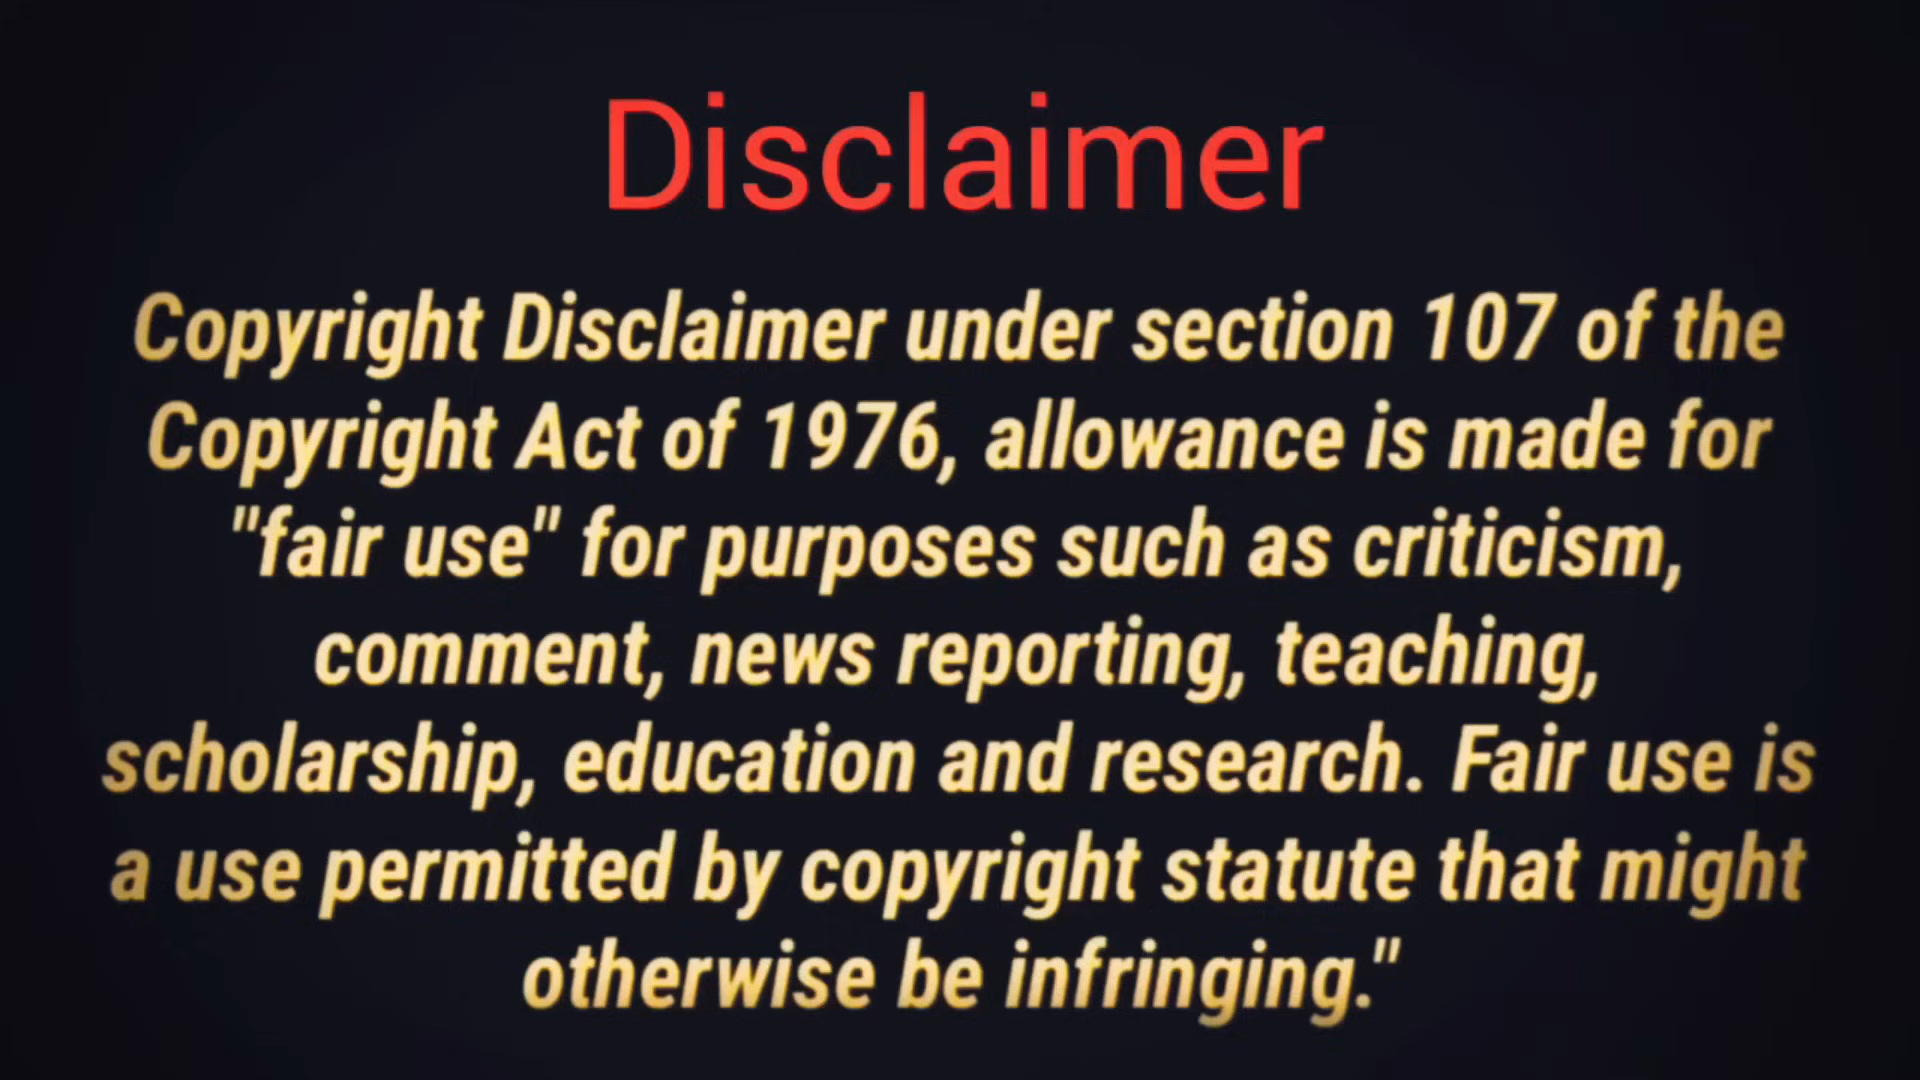 Disclaimer
Copyright Disclaimer under section 107 of the
Copyright Act of 1976, allowance is made for
"fair use" for purposes such as criticism,
comment, news reporting, teaching,
scholarship, education and research. Fair use is
a use permitted by copyright statute that might
otherwise be infringing."